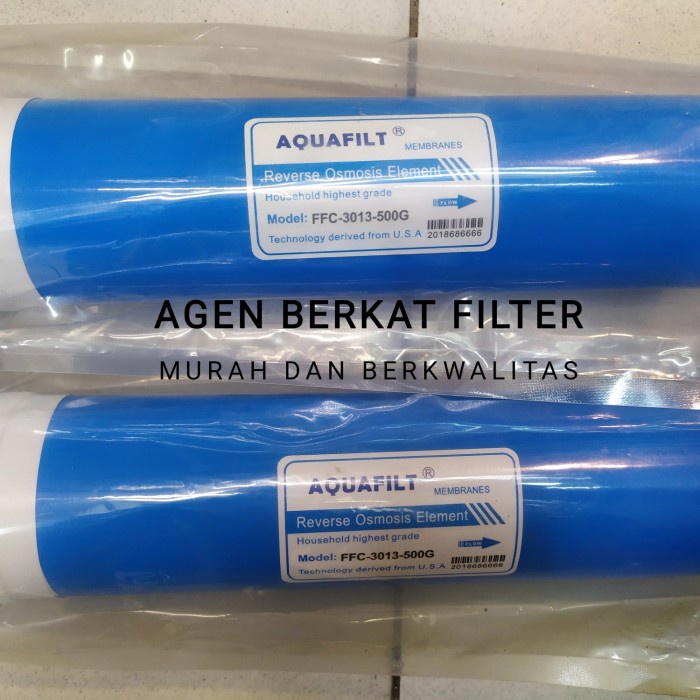 AQUAFILT ®
MEMBRANES
Reverse Osmosis Element
Household highest grade
FLOW
Model: FFC-3013-500G
Technology derived from U.S.A
2018686666
AGEN BERKAT FILTER
MURAH DAN BERKWALITAS
AQUAFILT ®
MEMBRANES
Reverse Osmosis Element
Household highest grade
FLOW
Model: FFC-3013-500G
Technology derived from U.S.A
2018686666